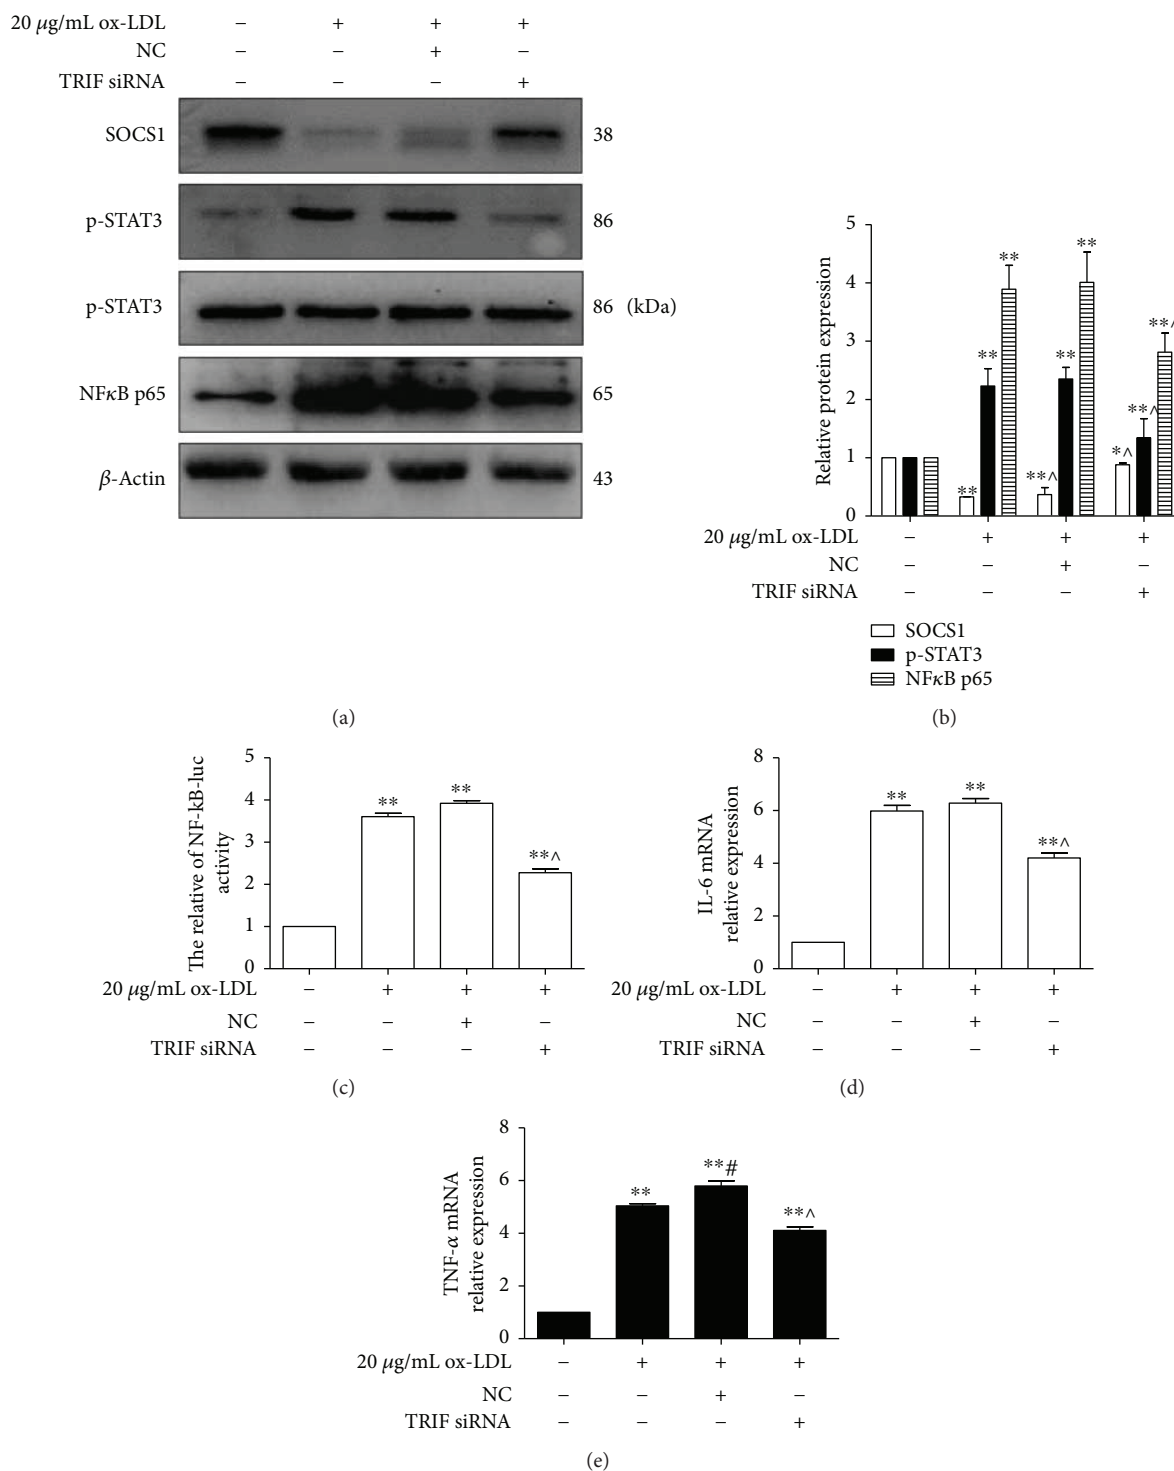 20 μg/mL ox-LDL − + + +
NC − − + −
TRIF siRNA − − − +
SOCS1 38
p-STAT3 86
p-STAT3 86 (kDa)
NFκB p65 65
β-Actin 43
(a)
Relative protein expression
5
4
3
2
1
0
** ** **
**^ ** **
*^ **^ **^
20 μg/mL ox-LDL − + + +
NC − − + −
TRIF siRNA − − − +
SOCS1
p-STAT3
NFκB p65
(b)
The relative of NF-kB-luc
activity
5
4
3
2
1
0
** ** **^
20 μg/mL ox-LDL − + + +
NC − − + −
TRIF siRNA − − − +
(c)
IL-6 mRNA
relative expression
8
6
4
2
0
** ** **^
20 μg/mL ox-LDL − + + +
NC − − + −
TRIF siRNA − − − +
(d)
TNF-α mRNA
relative expression
8
6
4
2
0
** **# **^
20 μg/mL ox-LDL − + + +
NC − − + −
TRIF siRNA − − − +
(e)